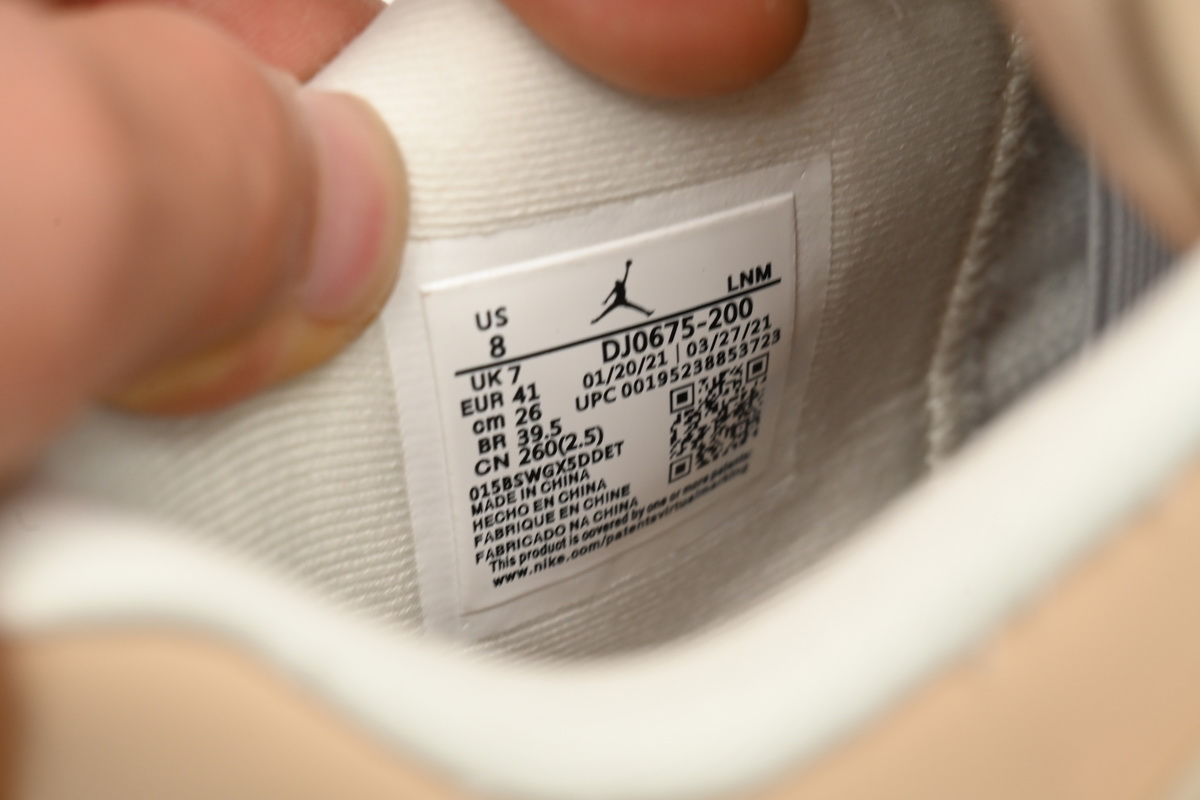 US
8
LNM
DJ0675-200
01/20/21 | 03/27/21
UPC 00195238853723
UK 7
EUR 41
cm 26
BR 39.5
CN 260(2.5)
015BSWGX5DDET
MADE IN CHINA
HECHO EN CHINA
FABRIQUE EN CHINE
FABRICADO NA CHINA
This product is covered by one or more patents
www.nike.com/patentsvirtualmarking